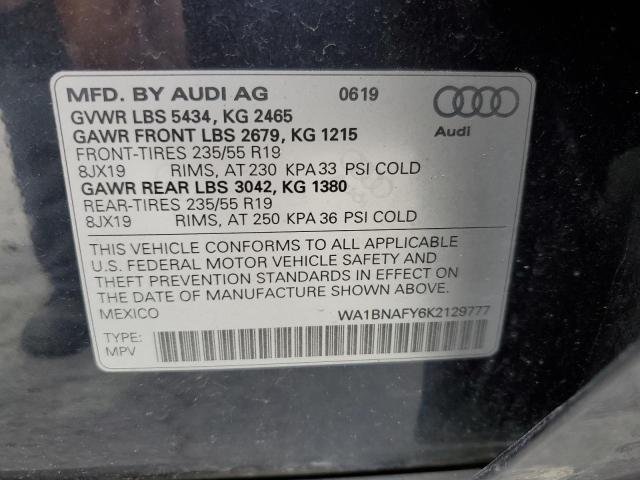 MFD. BY AUDI AG 0619
GVWR LBS 5434, KG 2465
GAWR FRONT LBS 2679, KG 1215
FRONT-TIRES 235/55 R19
8JX19 RIMS, AT 230 KPA 33 PSI COLD
GAWR REAR LBS 3042, KG 1380
REAR-TIRES 235/55 R19
8JX19 RIMS, AT 250 KPA 36 PSI COLD
Audi
THIS VEHICLE CONFORMS TO ALL APPLICABLE
U.S. FEDERAL MOTOR VEHICLE SAFETY AND
THEFT PREVENTION STANDARDS IN EFFECT ON
THE DATE OF MANUFACTURE SHOWN ABOVE.
MEXICO WA1BNAFY6K2129777
TYPE:
MPV